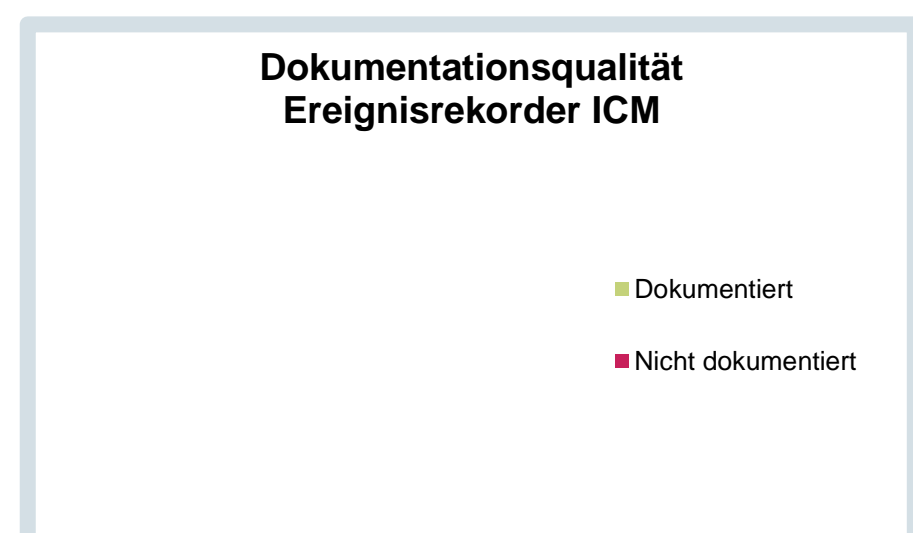 Dokumentationsqualität
Ereignisrekorder ICM
Dokumentiert
Nicht dokumentiert